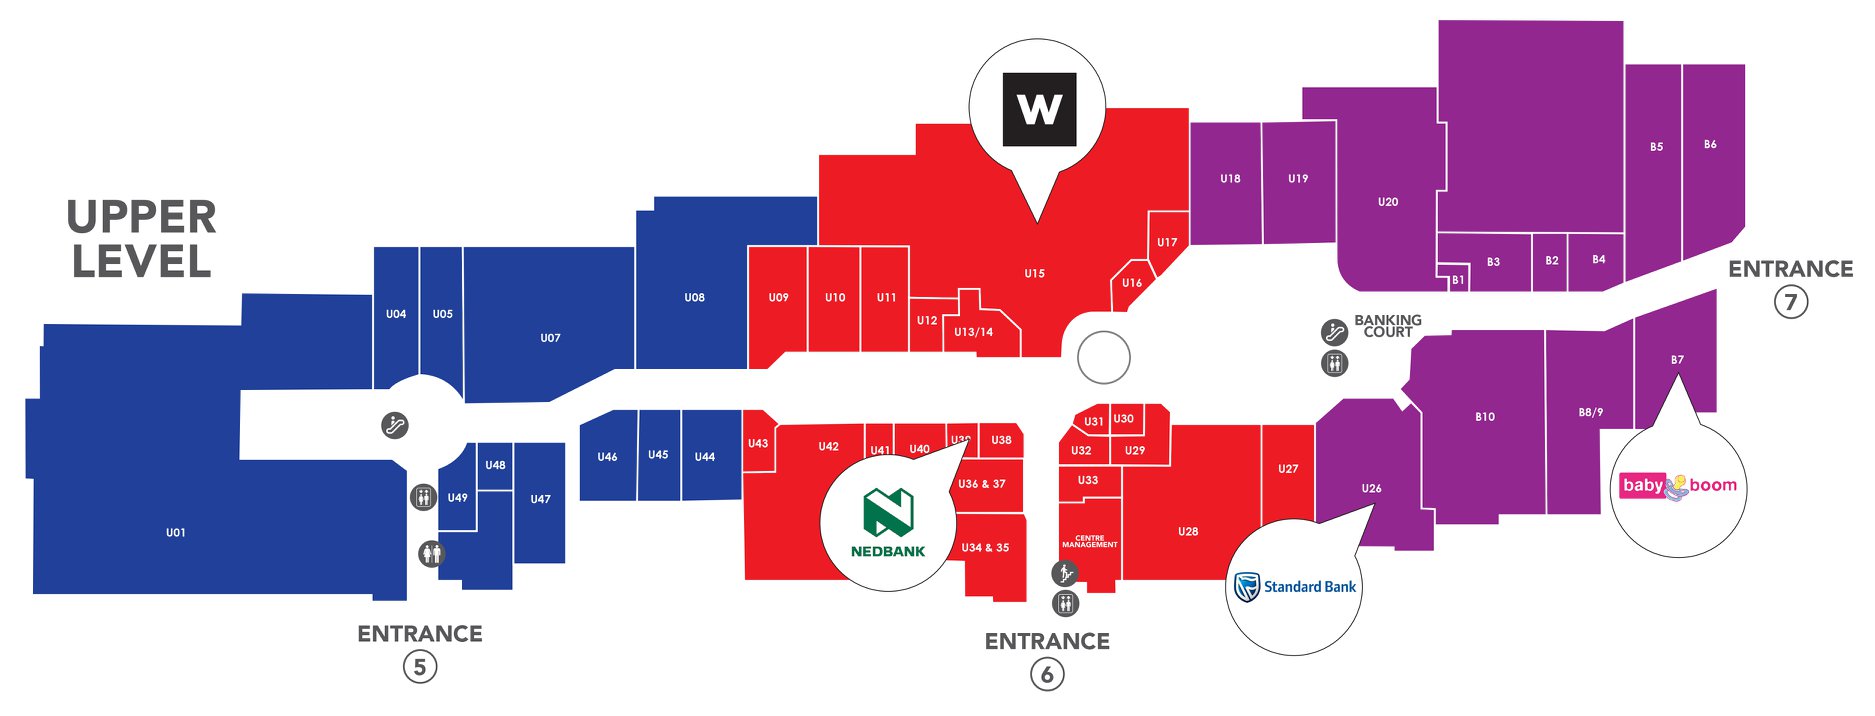 UPPER
LEVEL
W
U01
U04
U05
U07
U08
U09
U10
U11
U12
U13/14
U15
U16
U17
U18
U19
U20
B1
B3
B2
B4
B5
B6
ENTRANCE
7
BANKING
COURT
B7
baby boom
B8/9
B10
U26
Standard Bank
U27
U28
U29
U30
U31
U32
U33
CENTRE
MANAGEMENT
ENTRANCE
6
U34 & 35
U36 & 37
U38
U39
U40
U41
U42
NEDBANK
U43
U44
U45
U46
U47
U48
U49
ENTRANCE
5